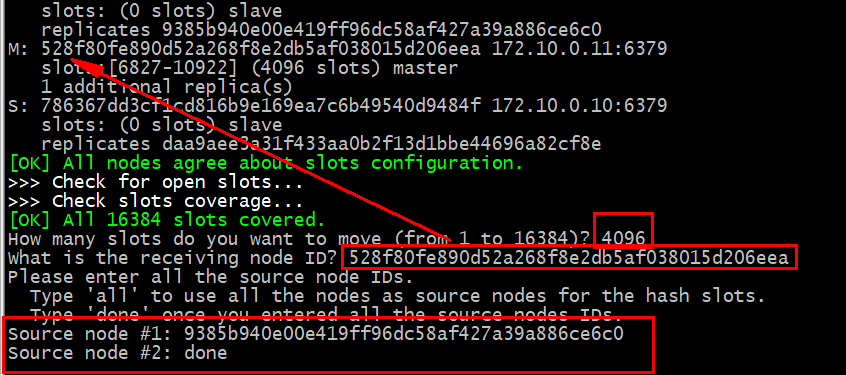 slots: (0 slots) slave
replicates 9385b940e00e419ff96dc58af427a39a886ce6c0
M: 528f80fe890d52a268f8e2db5af038015d206eea 172.10.0.11:6379
slots:[6827-10922] (4096 slots) master
1 additional replica(s)
S: 786367dd3cf1cd816b9e169ea7c6b49540d9484f 172.10.0.10:6379
slots: (0 slots) slave
replicates daa9aee3a31f433aa0b2f13d1bbe44696a82cf8e
[OK] All nodes agree about slots configuration.
>>> Check for open slots...
>>> Check slots coverage...
[OK] All 16384 slots covered.
How many slots do you want to move (from 1 to 16384)? 4096
What is the receiving node ID? 528f80fe890d52a268f8e2db5af038015d206eea
Please enter all the source node IDs.
Type 'all' to use all the nodes as source nodes for the hash slots.
Type 'done' once you entered all the source nodes IDs.
Source node #1: 9385b940e00e419ff96dc58af427a39a886ce6c0
Source node #2: done